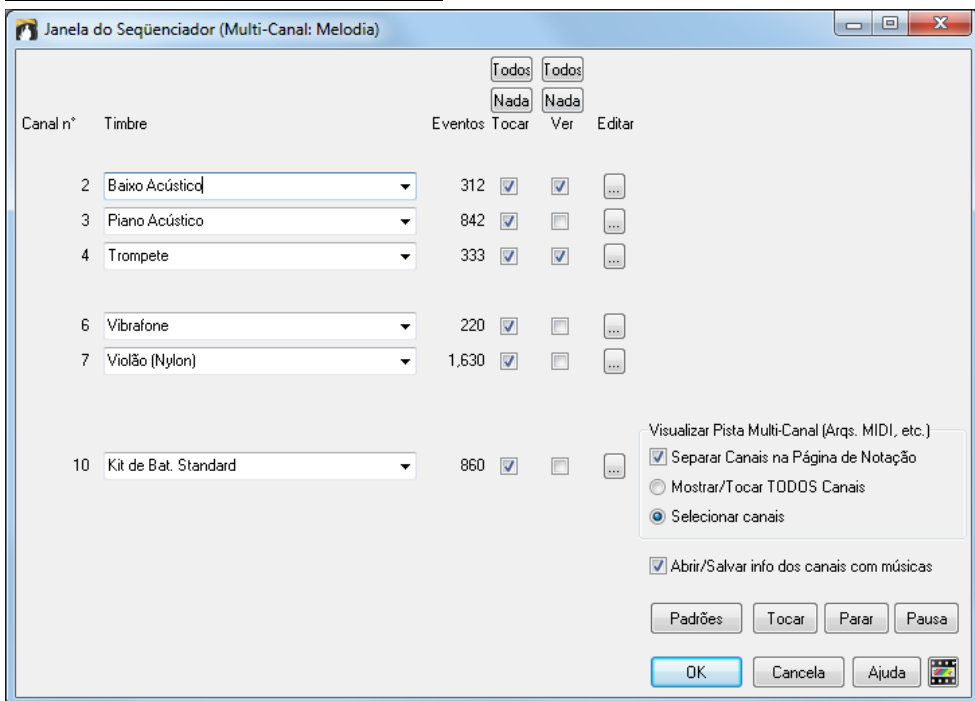 Janela do Seqüenciador (Multi-Canal: Melodia)
Todos Todos
Nada Nada
Canal n° Timbre Eventos Tocar Ver Editar
2 Baixo Acústico 312 ...
3 Piano Acústico 842 ...
4 Trompete 333 ...
6 Vibrafone 220 ...
7 Violão (Nylon) 1,630 ...
Visualizar Pista Multi-Canal (Arqs. MIDI, etc.)
10 Kit de Bat. Standard 860 ...
Separar Canais na Página de Notação
Mostrar/Tocar TODOS Canais
Selecionar canais
Abrir/Salvar info dos canais com músicas
Padrões Tocar Parar Pausa
OK Cancela Ajuda